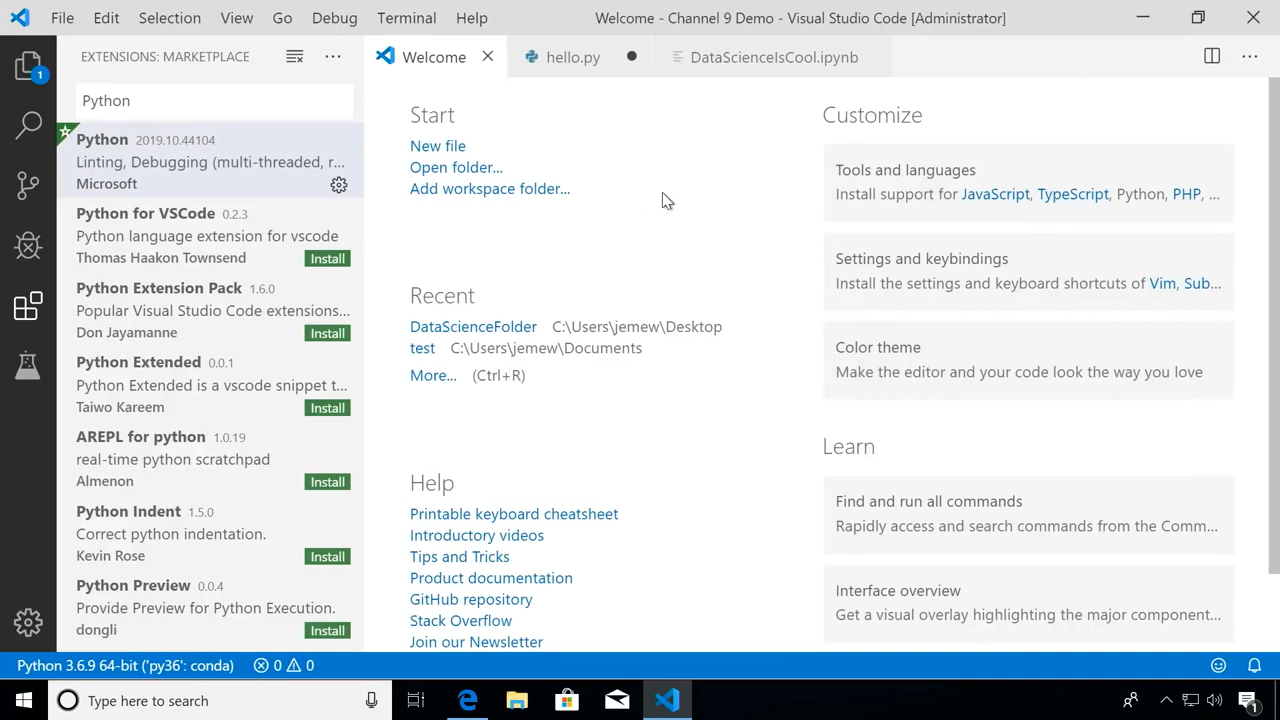 File Edit Selection View Go Debug Terminal Help Welcome - Channel 9 Demo - Visual Studio Code [Administrator]
EXTENSIONS: MARKETPLACE
Welcome
hello.py
DataScienceIsCool.ipynb
1
Python
Python 2019.10.44104
Linting, Debugging (multi-threaded, r...
Microsoft
Python for VSCode 0.2.3
Python language extension for vscode
Thomas Haakon Townsend Install
Python Extension Pack 1.6.0
Popular Visual Studio Code extensions...
Don Jayamanne Install
Python Extended 0.0.1
Python Extended is a vscode snippet t...
Taiwo Kareem Install
AREPL for python 1.0.19
real-time python scratchpad
Almenon Install
Python Indent 1.5.0
Correct python indentation.
Kevin Rose Install
Python Preview 0.0.4
Provide Preview for Python Execution.
dongli Install
Start
New file
Open folder...
Add workspace folder...
Recent
DataScienceFolder C:\Users\jemew\Desktop
test C:\Users\jemew\Documents
More... (Ctrl+R)
Help
Printable keyboard cheatsheet
Introductory videos
Tips and Tricks
Product documentation
GitHub repository
Stack Overflow
Join our Newsletter
Customize
Tools and languages
Install support for JavaScript, TypeScript, Python, PHP, ...
Settings and keybindings
Install the settings and keyboard shortcuts of Vim, Sub...
Color theme
Make the editor and your code look the way you love
Learn
Find and run all commands
Rapidly access and search commands from the Comm...
Interface overview
Get a visual overlay highlighting the major component...
Python 3.6.9 64-bit ('py36': conda) 0 0
Type here to search
1